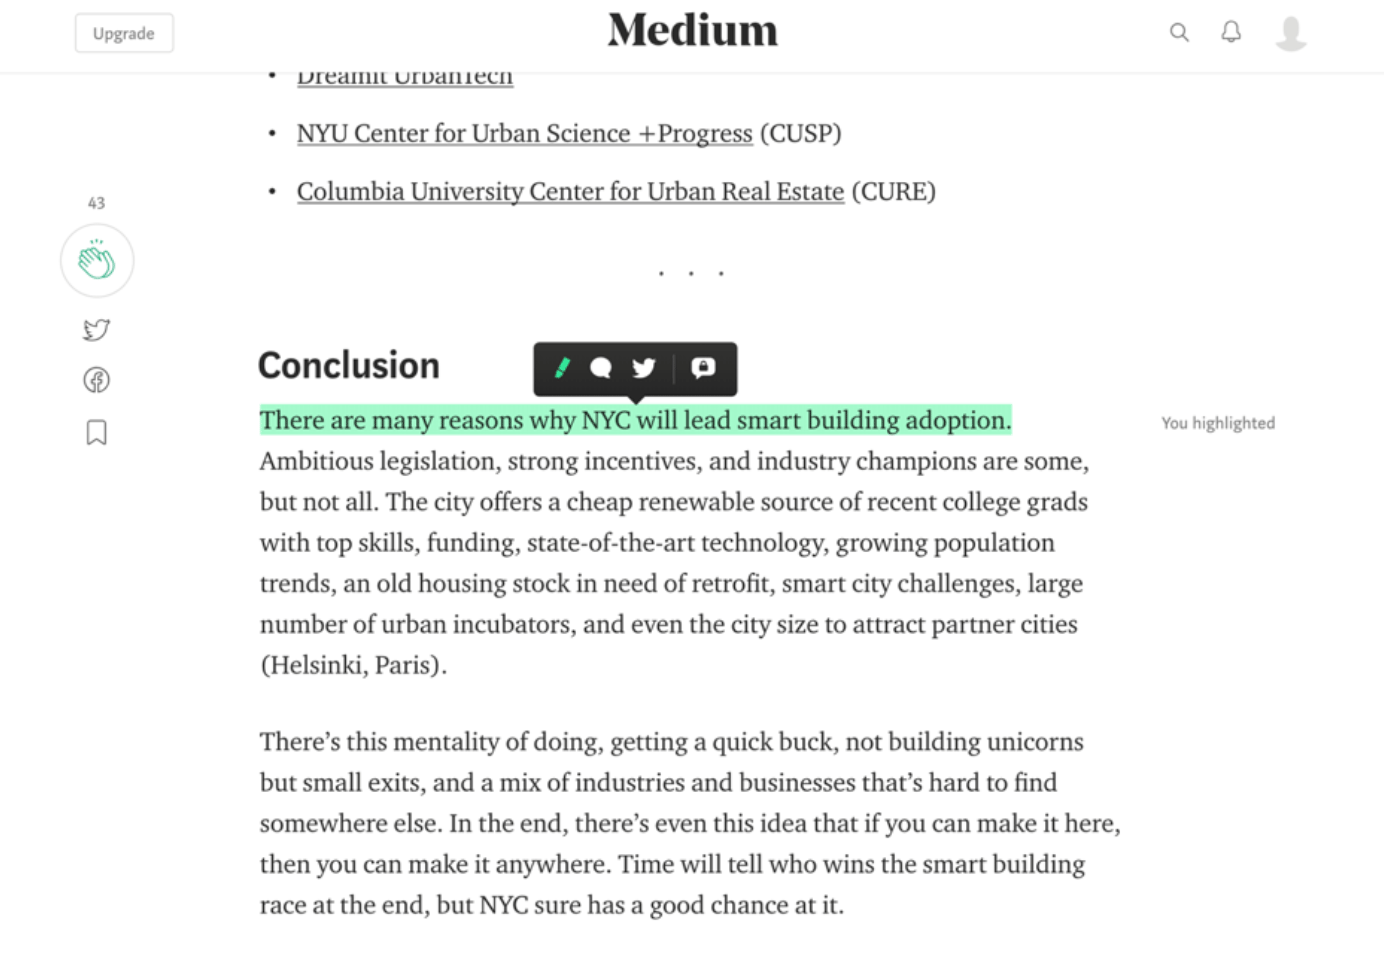 Upgrade
Medium
Dreamit UrbanTech
NYU Center for Urban Science +Progress (CUSP)
Columbia University Center for Urban Real Estate (CURE)
43
. . .
Conclusion
There are many reasons why NYC will lead smart building adoption.
You highlighted
Ambitious legislation, strong incentives, and industry champions are some,
but not all. The city offers a cheap renewable source of recent college grads
with top skills, funding, state-of-the-art technology, growing population
trends, an old housing stock in need of retrofit, smart city challenges, large
number of urban incubators, and even the city size to attract partner cities
(Helsinki, Paris).
There’s this mentality of doing, getting a quick buck, not building unicorns
but small exits, and a mix of industries and businesses that’s hard to find
somewhere else. In the end, there’s even this idea that if you can make it here,
then you can make it anywhere. Time will tell who wins the smart building
race at the end, but NYC sure has a good chance at it.